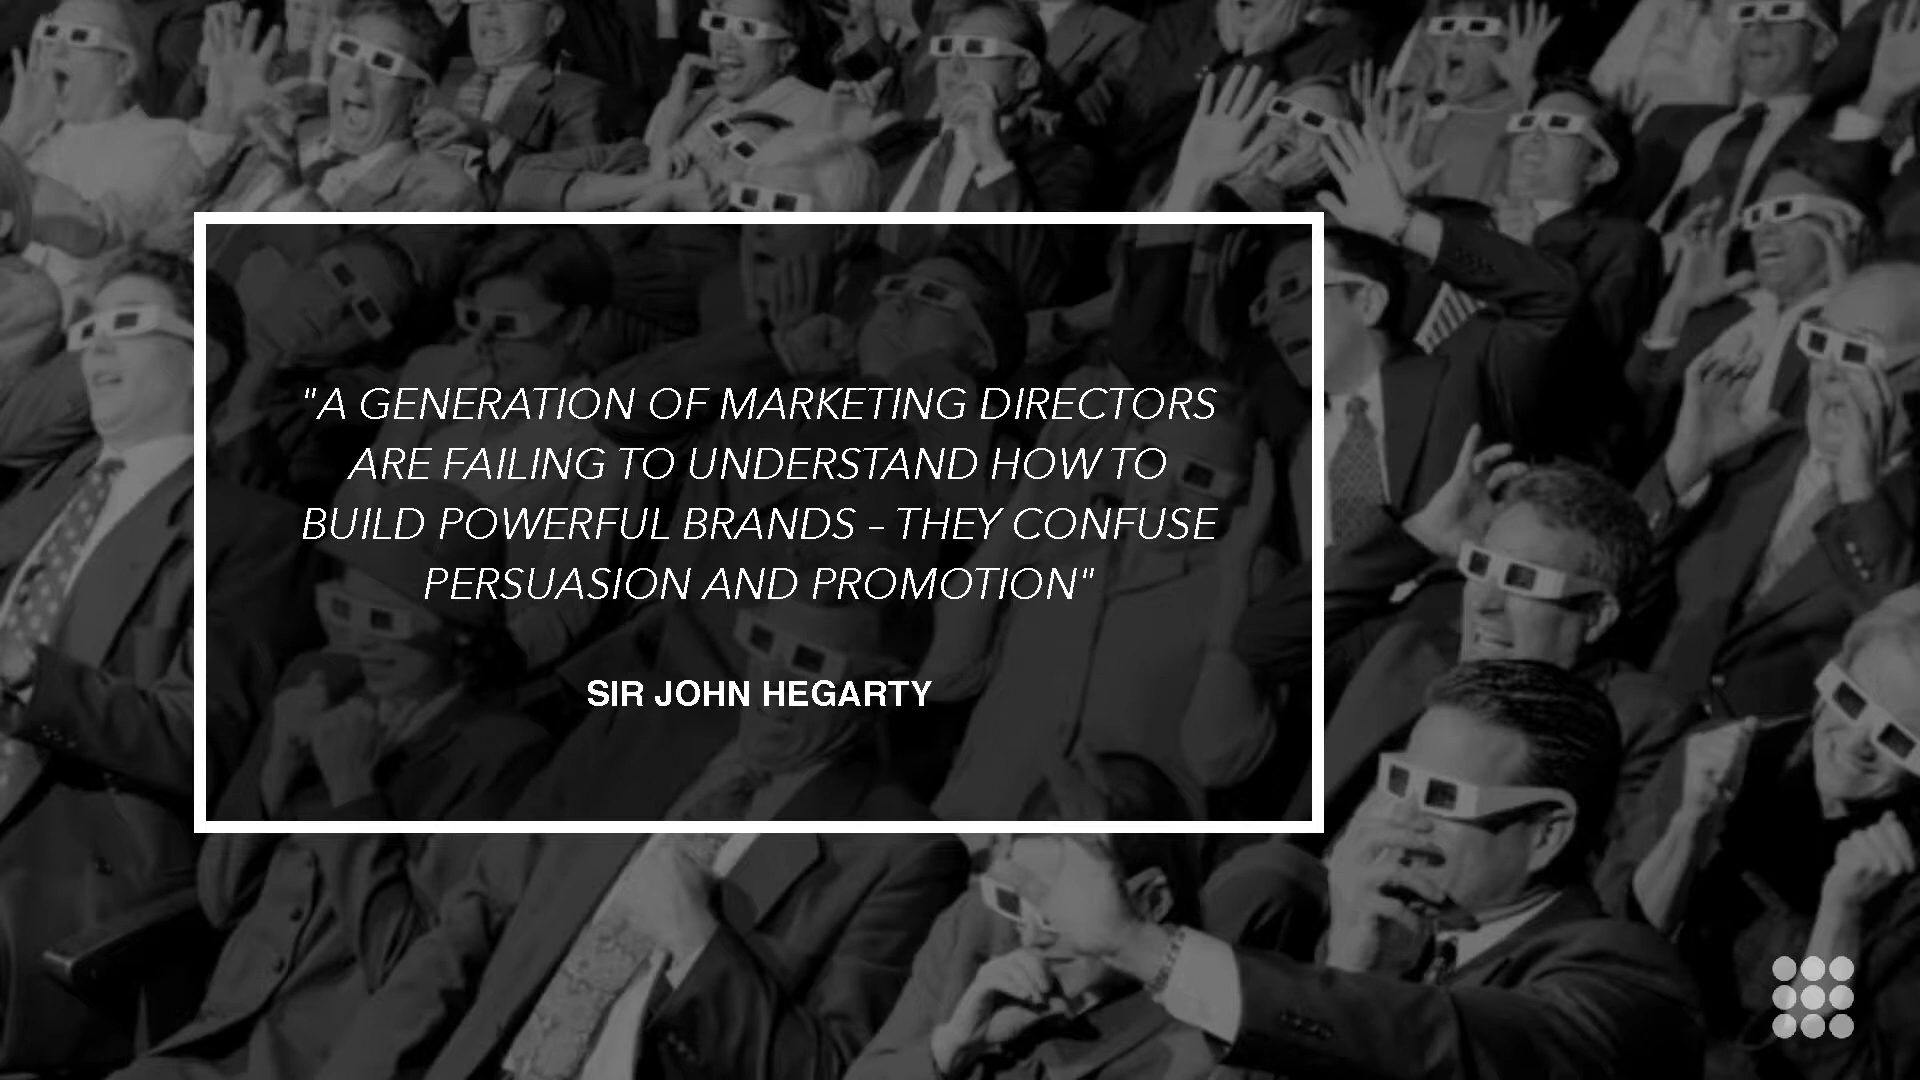 "A GENERATION OF MARKETING DIRECTORS
ARE FAILING TO UNDERSTAND HOW TO
BUILD POWERFUL BRANDS – THEY CONFUSE
PERSUASION AND PROMOTION"
SIR JOHN HEGARTY